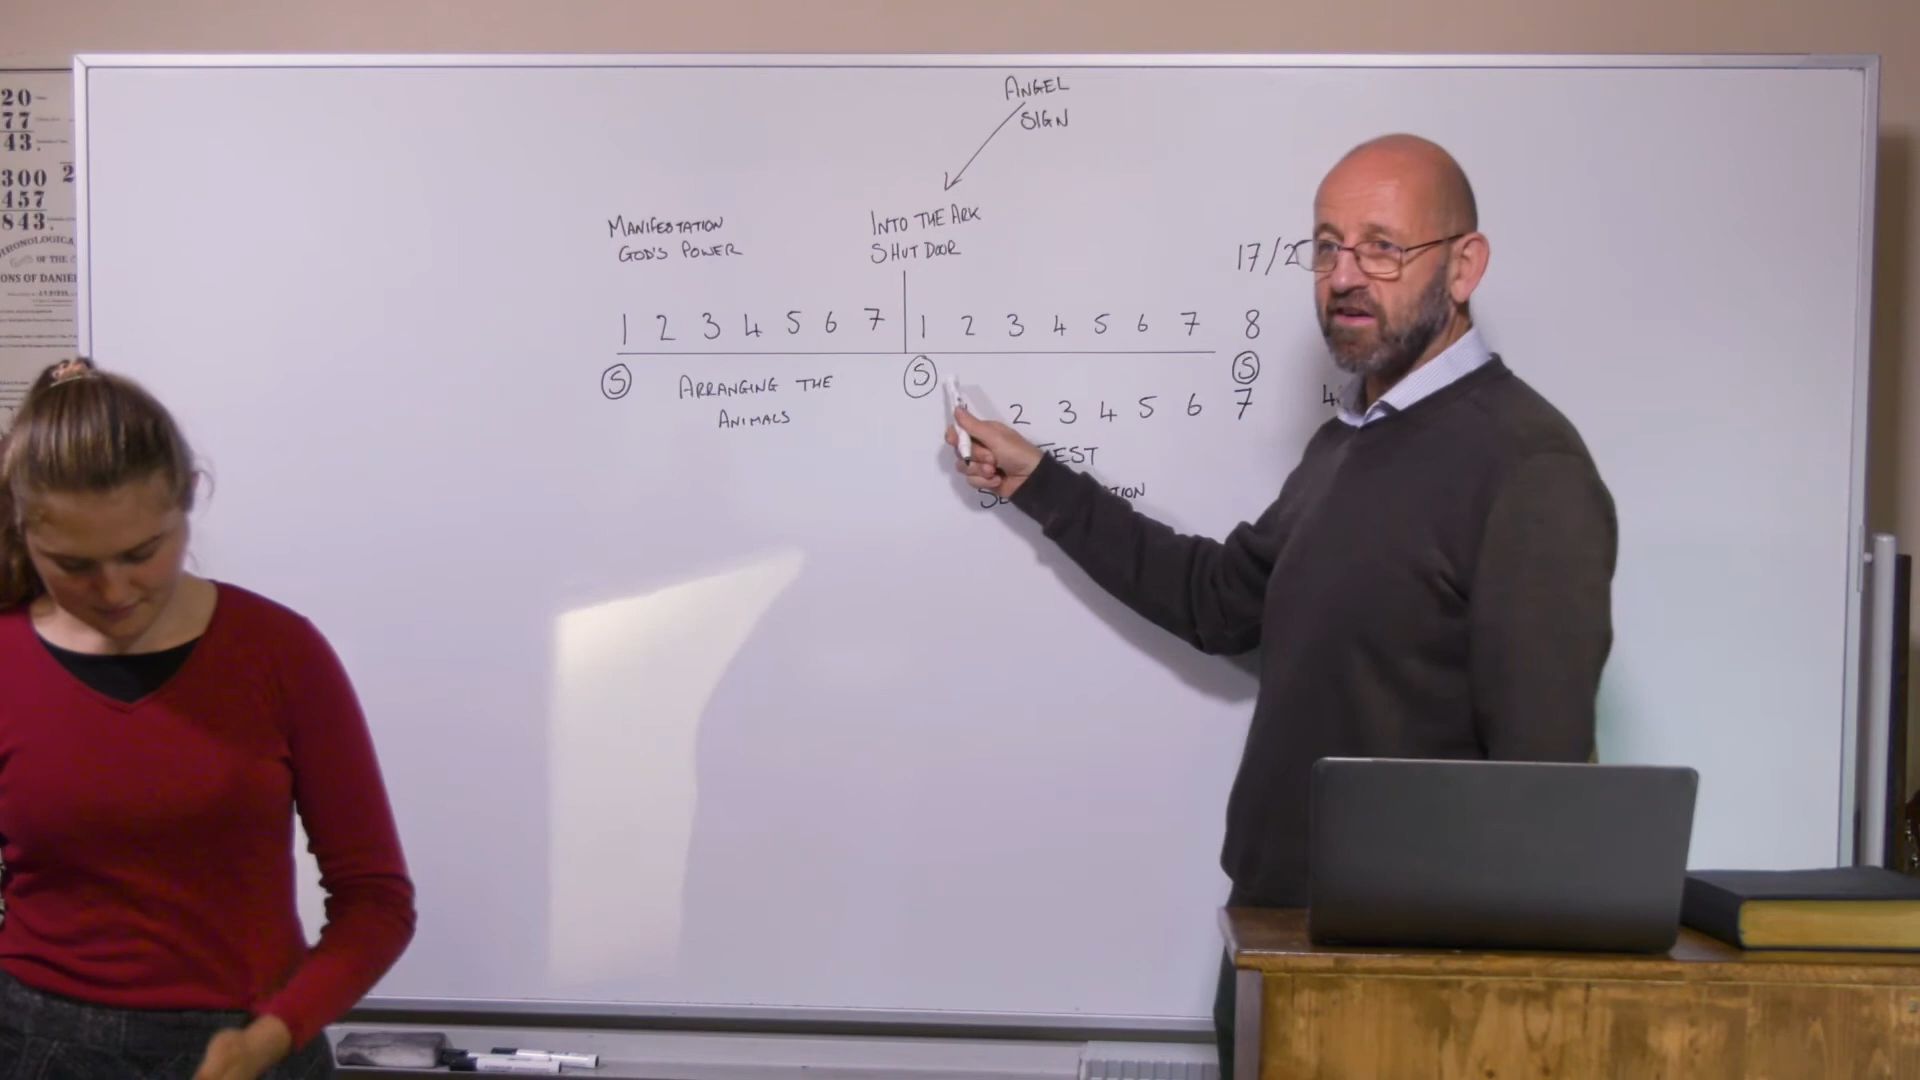 20
77
43.
300 2
457
843.
OF THE
ANGEL
SIGN
MANIFESTATION
GOD'S POWER
INTO THE ARK
SHUT DOOR
1 2 3 4 5 6 7 1 2 3 4 5 6 7 8
S ARRANGING THE S S
ANIMALS
2 3 4 5 6 7